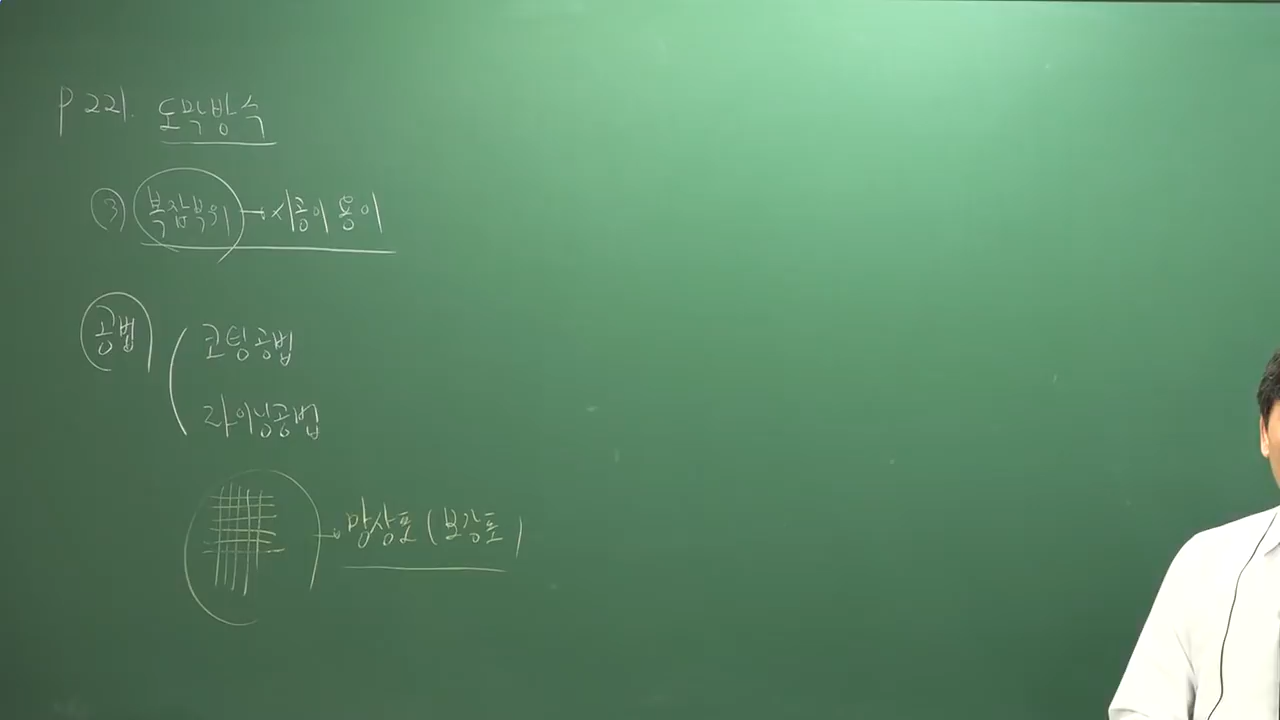 p 221. 도막방수
③ 복잡부위 → 시공이 용이
공법 ( 코팅공법
라이닝공법
→ 망상포 (보강포)